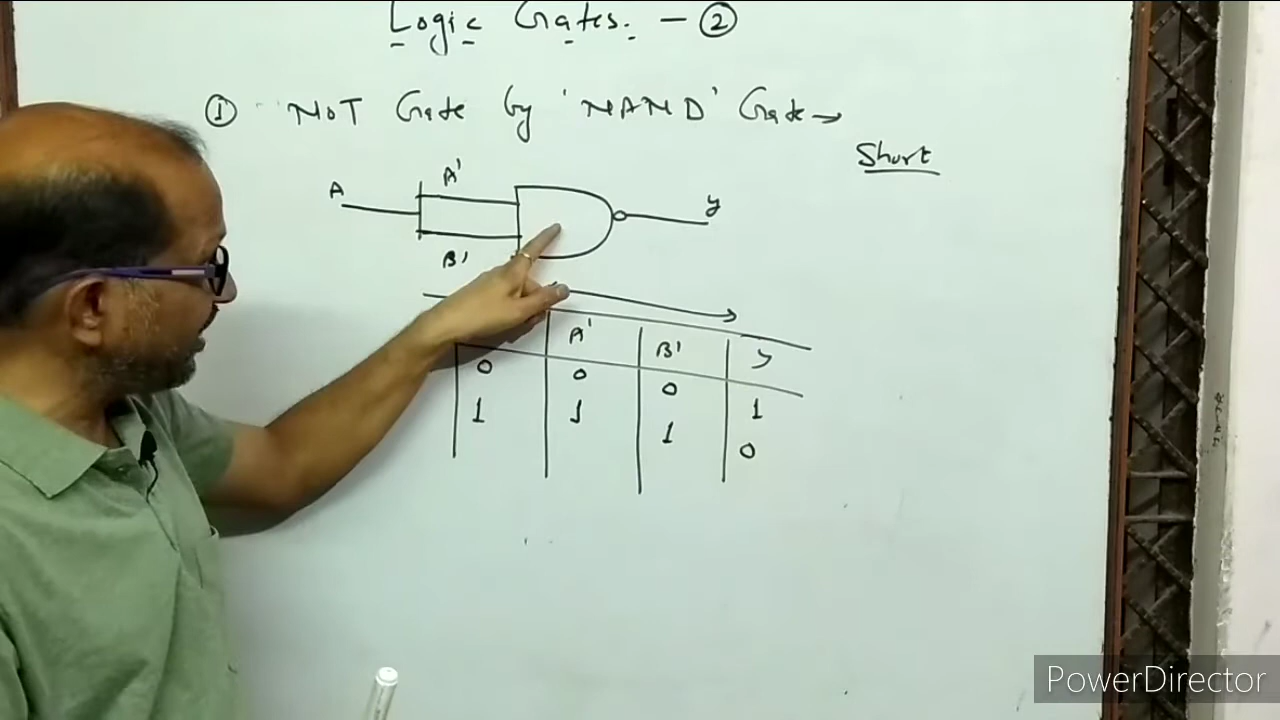 Logic Gates. - ②
① NOT Gate by 'NAND' Gate →
Short
A A' y
B'
A' B' y
0 0 0 1
1 1 1 0
PowerDirector